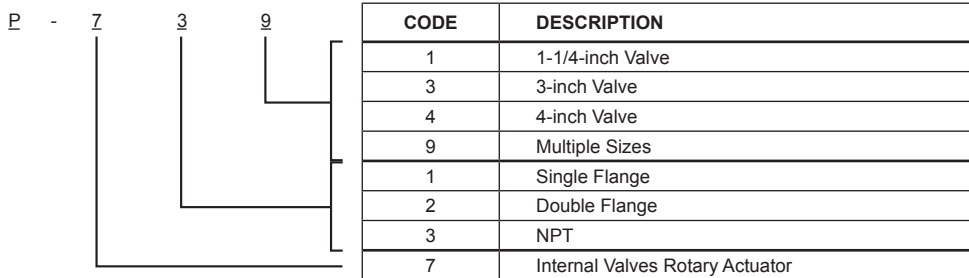 P - 7 3 9
CODE DESCRIPTION
1 1-1/4-inch Valve
3 3-inch Valve
4 4-inch Valve
9 Multiple Sizes
1 Single Flange
2 Double Flange
3 NPT
7 Internal Valves Rotary Actuator